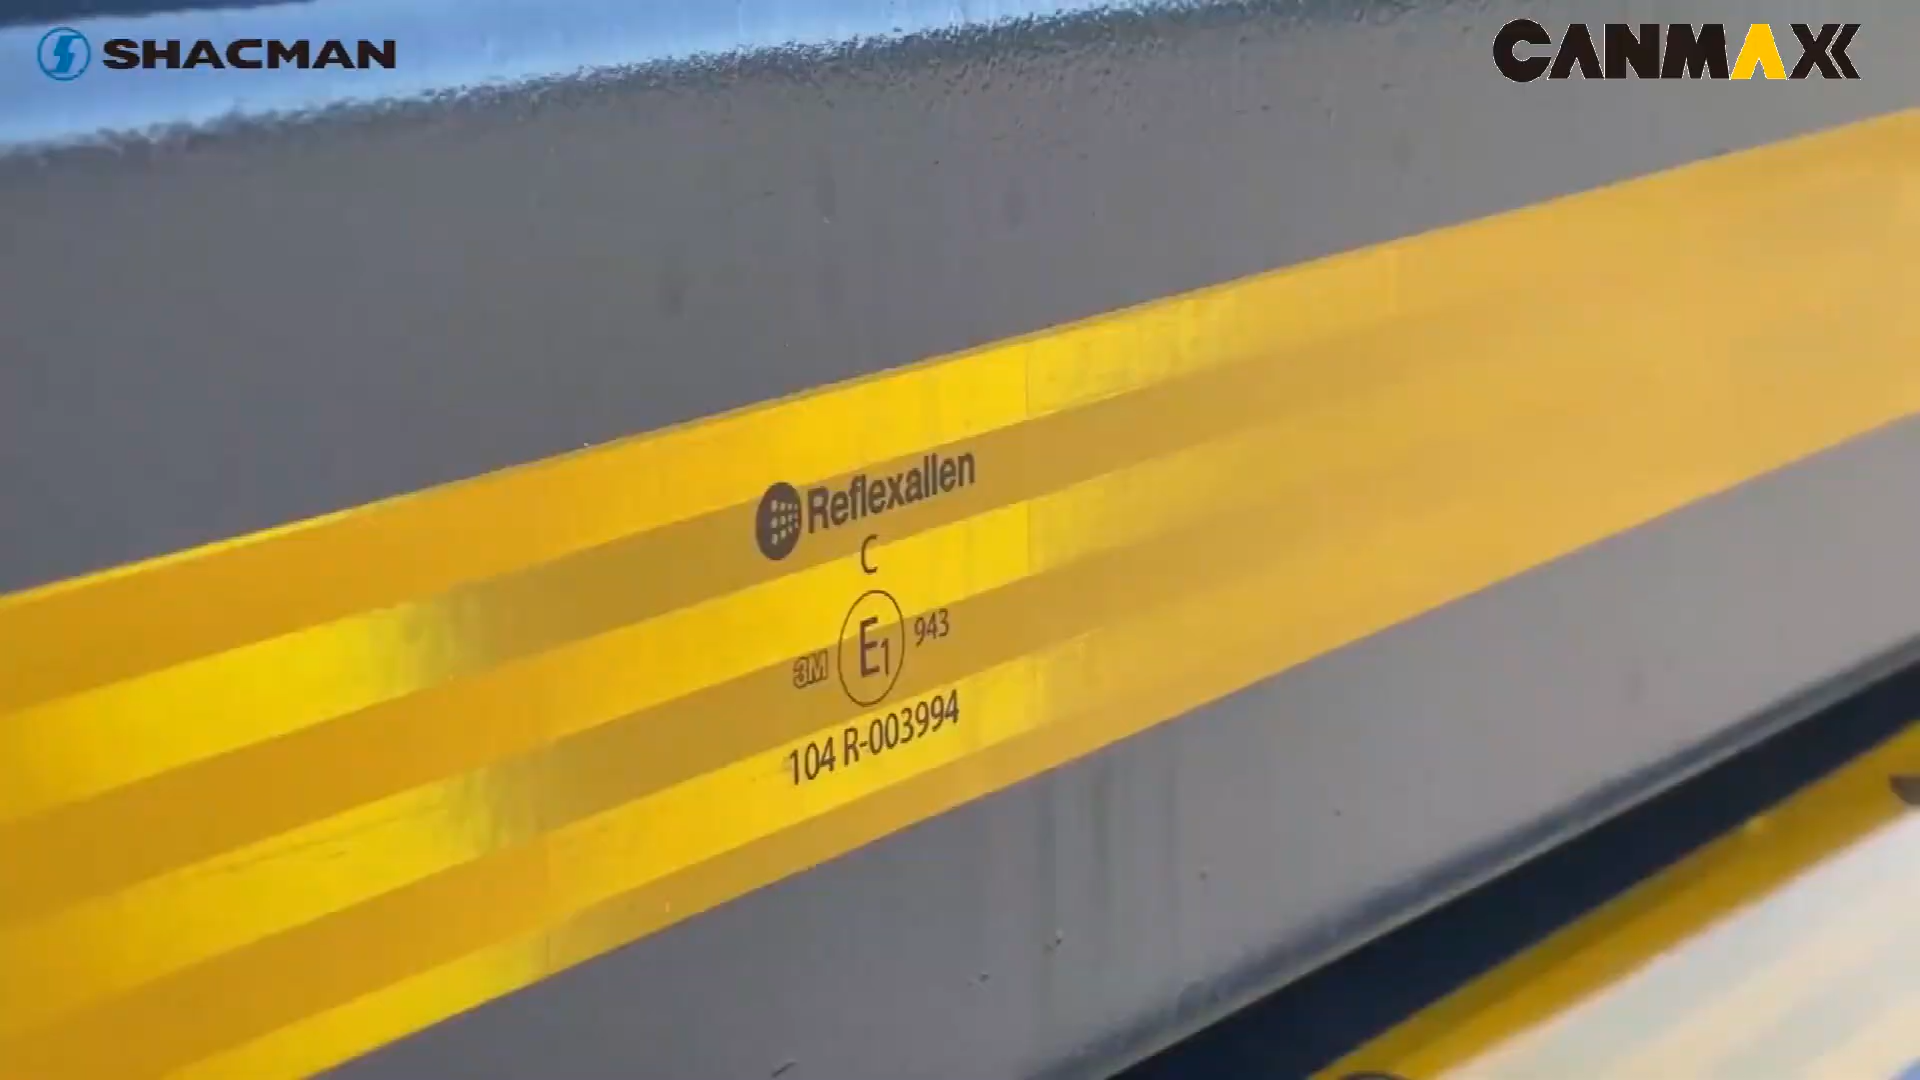 SHACMAN
CANMAX
Reflexallen
C
3M E1 943
104 R-003994